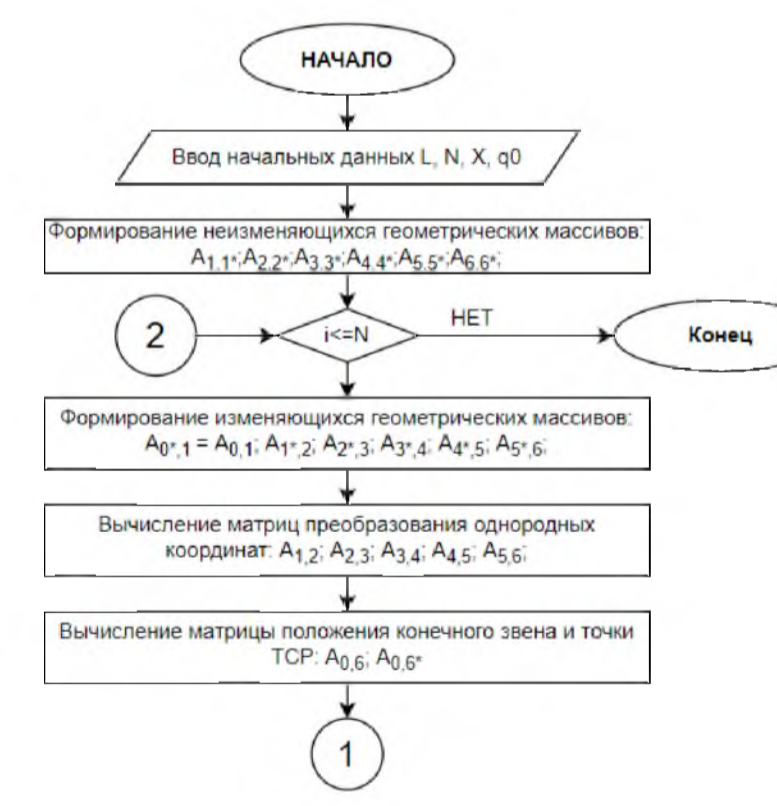 НАЧАЛО
Ввод начальных данных L, N, X, q0
Формирование неизменяющихся геометрических массивов:
A1,1*;A2,2*;A3,3*;A4,4*;A5,5*;A6,6*;
2
i<=N
НЕТ
Конец
Формирование изменяющихся геометрических массивов:
A0*,1 = A0,1; A1*,2; A2*,3; A3*,4; A4*,5; A5*,6;
Вычисление матриц преобразования однородных
координат: A1,2; A2,3; A3,4; A4,5; A5,6;
Вычисление матрицы положения конечного звена и точки
TCP: A0,6; A0,6*
1